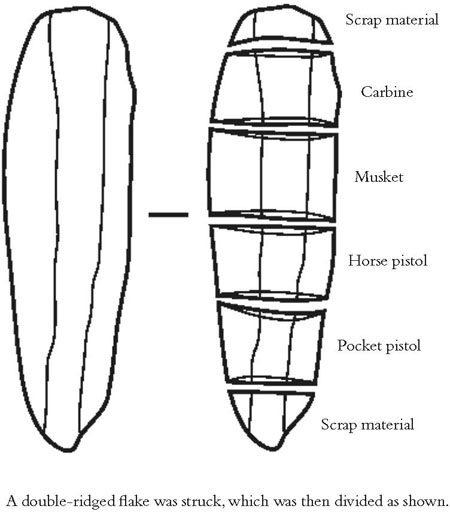 Scrap material
Carbine
Musket
Horse pistol
Pocket pistol
Scrap material
A double-ridged flake was struck, which was then divided as shown.